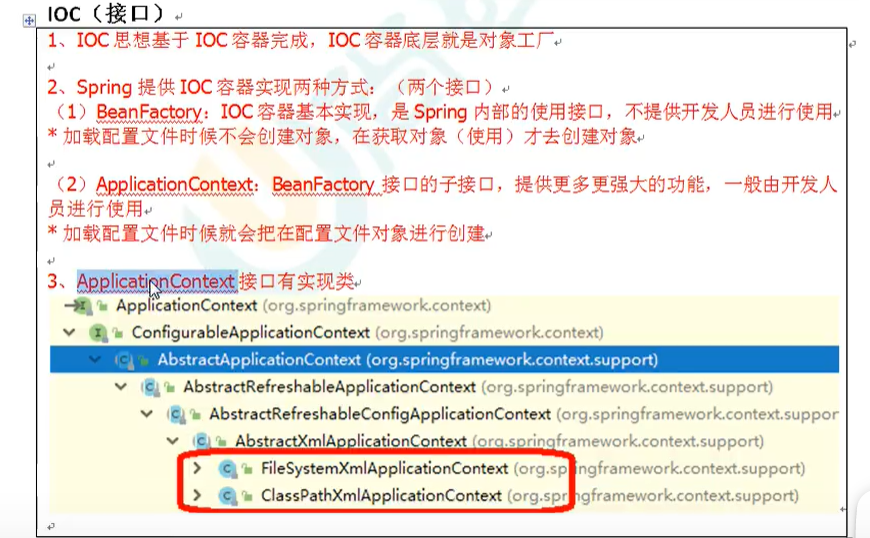 IOC（接口）
1、IOC 思想基于 IOC 容器完成，IOC 容器底层就是对象工厂
2、Spring 提供 IOC 容器实现两种方式：（两个接口）
（1）BeanFactory：IOC 容器基本实现，是 Spring 内部的使用接口，不提供开发人员进行使用
* 加载配置文件时候不会创建对象，在获取对象（使用）才去创建对象
（2）ApplicationContext：BeanFactory 接口的子接口，提供更多更强大的功能，一般由开发人
员进行使用
* 加载配置文件时候就会把在配置文件对象进行创建
3、ApplicationContext 接口有实现类
ApplicationContext (org.springframework.context)
ConfigurableApplicationContext (org.springframework.context)
AbstractApplicationContext (org.springframework.context.support)
AbstractRefreshableApplicationContext (org.springframework.context.support)
AbstractRefreshableConfigApplicationContext (org.springframework.context.suppor
AbstractXmlApplicationContext (org.springframework.context.support)
FileSystemXmlApplicationContext (org.springframework.context.support)
ClassPathXmlApplicationContext (org.springframework.context.support)